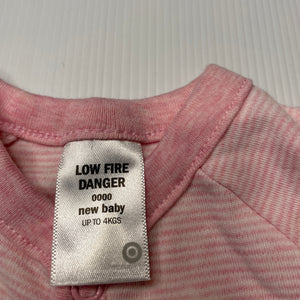 LOW FIRE
DANGER
0000
new baby
UP TO 4KGS